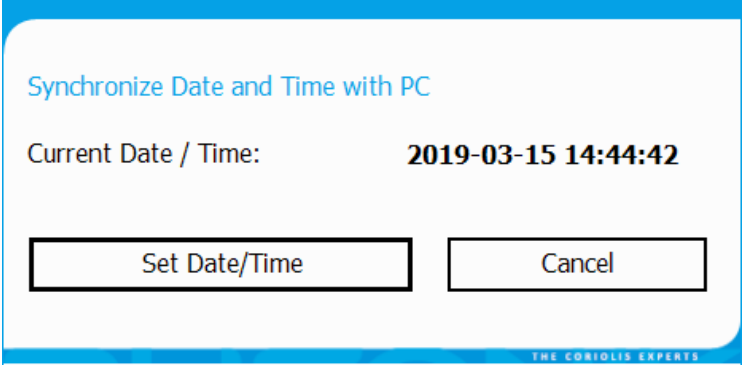 Synchronize Date and Time with PC
Current Date / Time: 2019-03-15 14:44:42
Set Date/Time Cancel
THE CORIOLIS EXPERTS